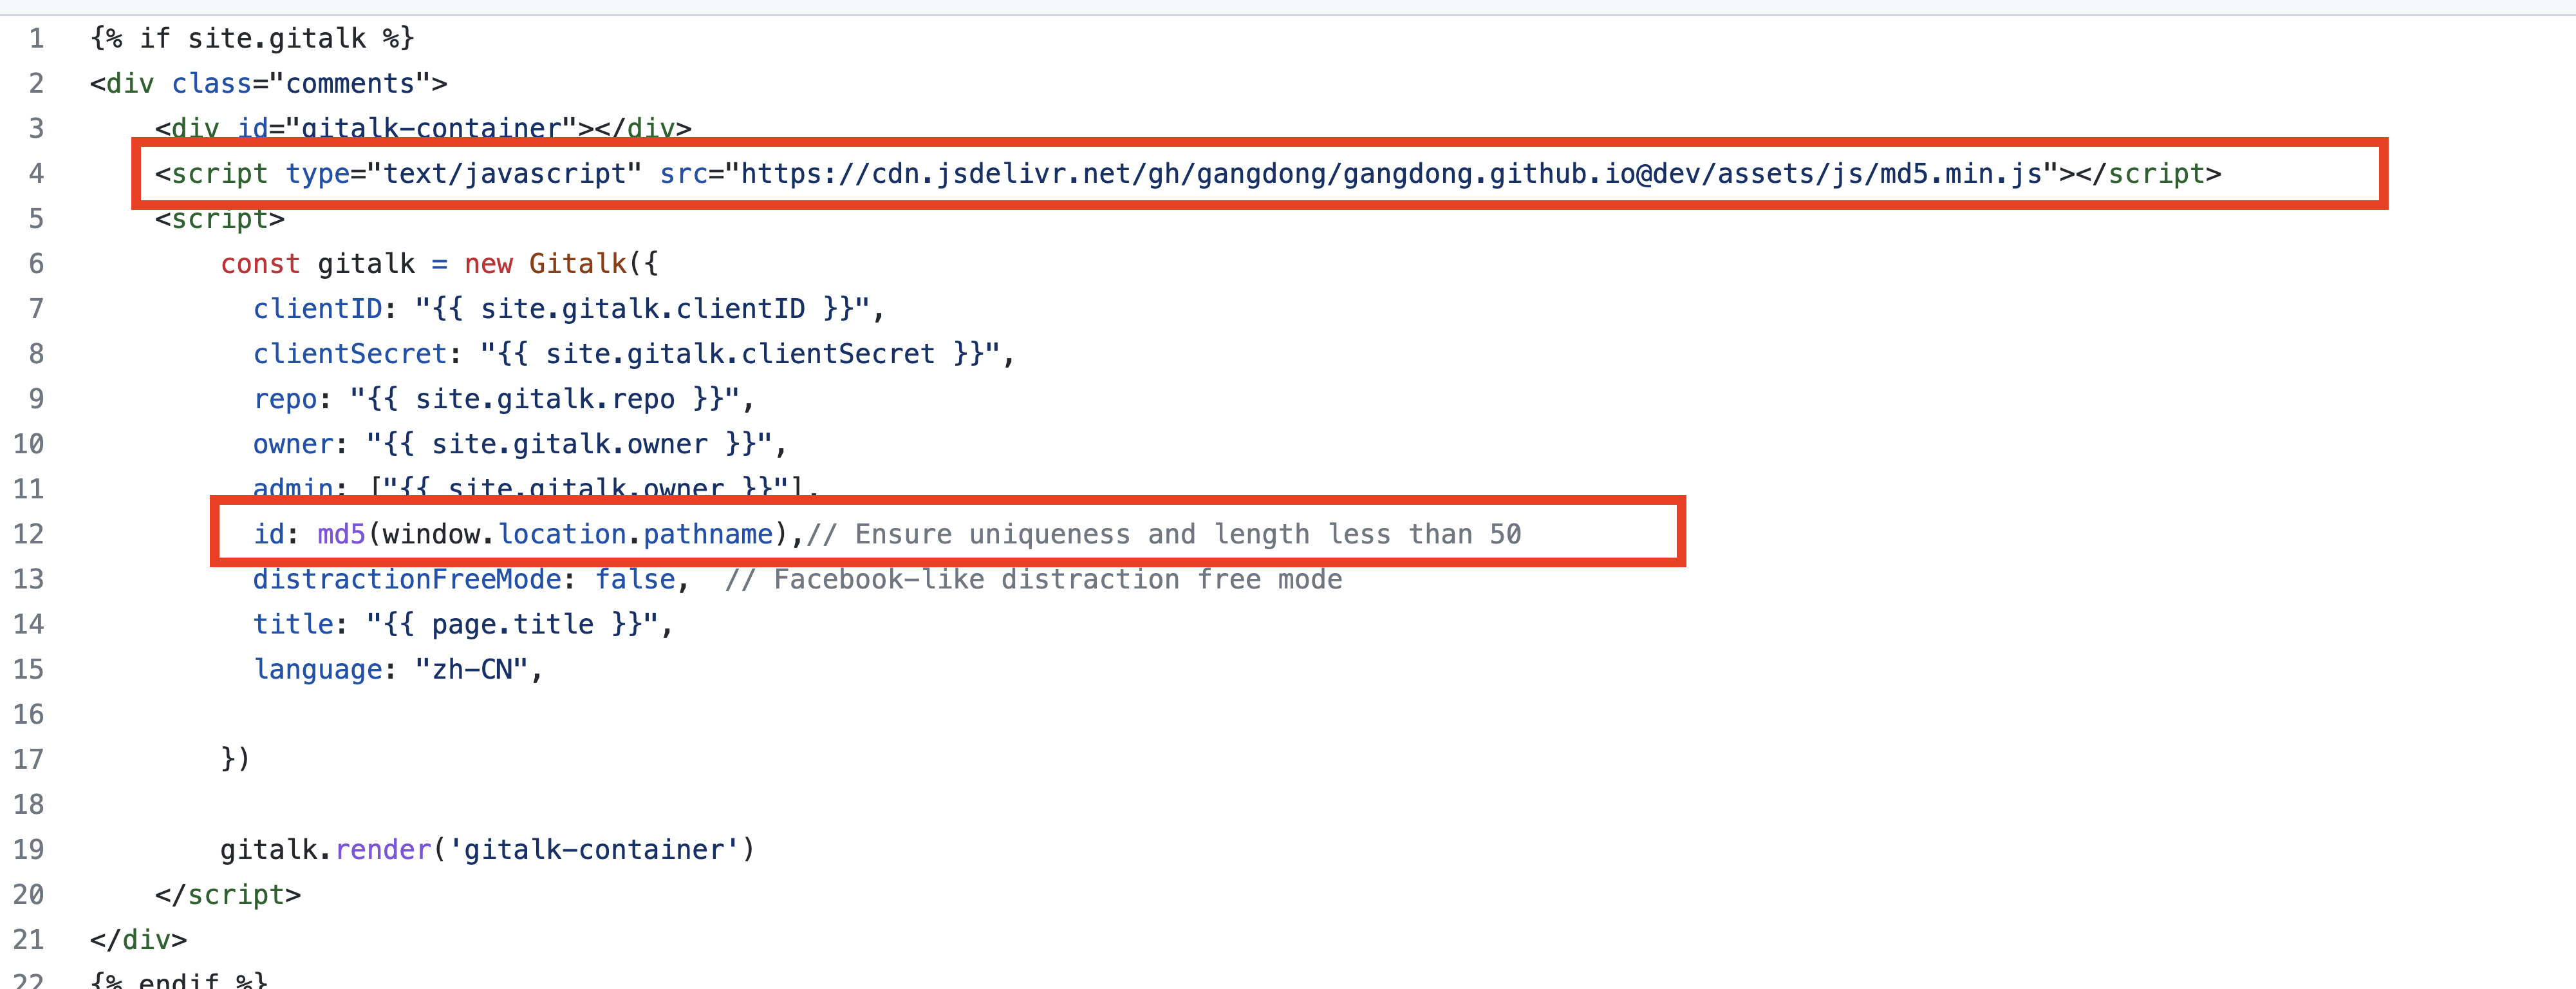 1 {% if site.gitalk %}
2 <div class="comments">
3 <div id="gitalk-container"></div>
4 <script type="text/javascript" src="https://cdn.jsdelivr.net/gh/gangdong/gangdong.github.io@dev/assets/js/md5.min.js"></script>
5 <script>
6 const gitalk = new Gitalk({
7 clientID: "{{ site.gitalk.clientID }}",
8 clientSecret: "{{ site.gitalk.clientSecret }}",
9 repo: "{{ site.gitalk.repo }}",
10 owner: "{{ site.gitalk.owner }}",
11 admin: ["{{ site.gitalk.owner }}"],
12 id: md5(window.location.pathname),// Ensure uniqueness and length less than 50
13 distractionFreeMode: false, // Facebook-like distraction free mode
14 title: "{{ page.title }}",
15 language: "zh-CN",
16
17 })
18
19 gitalk.render('gitalk-container')
20 </script>
21 </div>
22 {% endif %}